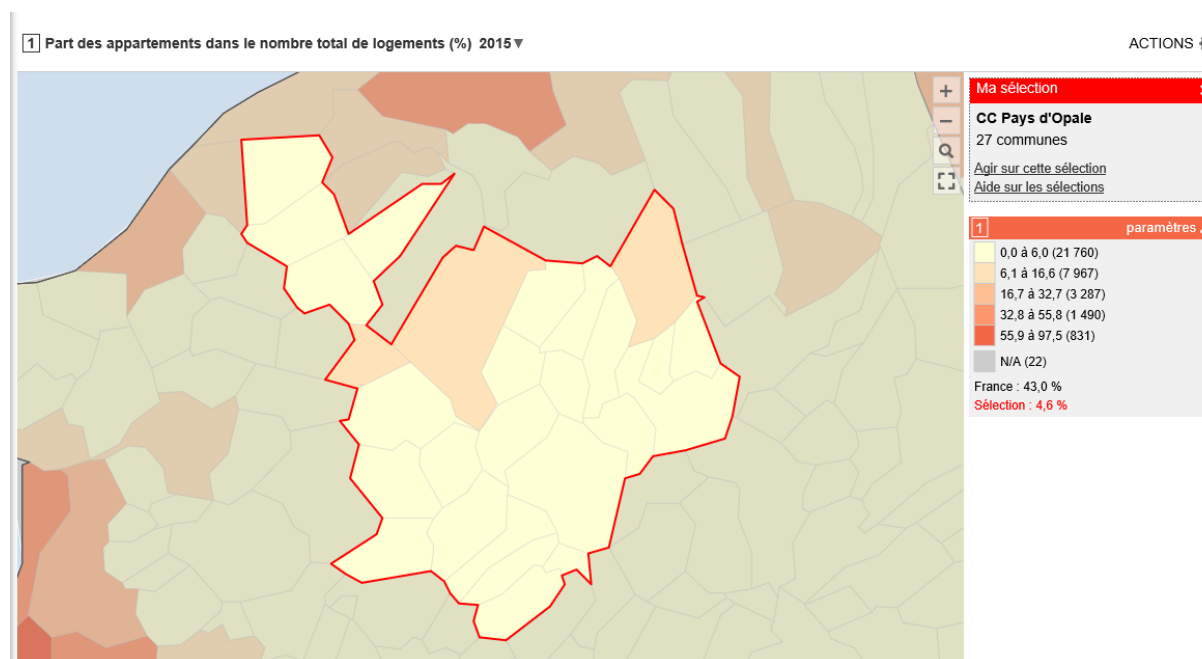 1 Part des appartements dans le nombre total de logements (%) 2015▼
ACTIONS
+
−
Ma sélection
CC Pays d'Opale
27 communes
Agir sur cette sélection
Aide sur les sélections
1 paramètres
0,0 à 6,0 (21 760)
6,1 à 16,6 (7 967)
16,7 à 32,7 (3 287)
32,8 à 55,8 (1 490)
55,9 à 97,5 (831)
N/A (22)
France : 43,0 %
Sélection : 4,6 %